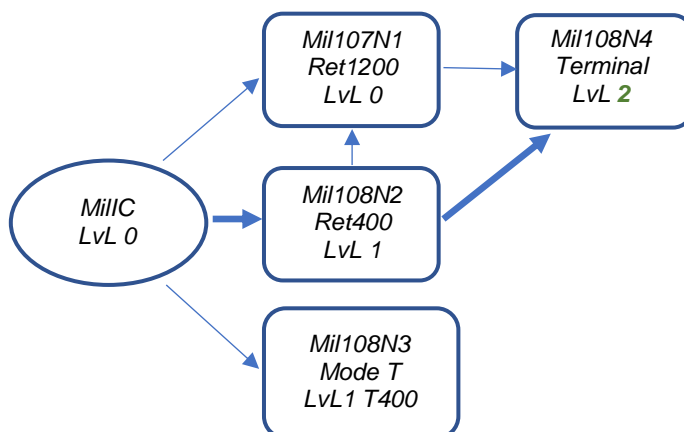 Mil107N1
Ret1200
LvL 0
Mil108N4
Terminal
LvL 2
MilIC
LvL 0
Mil108N2
Ret400
LvL 1
Mil108N3
Mode T
LvL1 T400